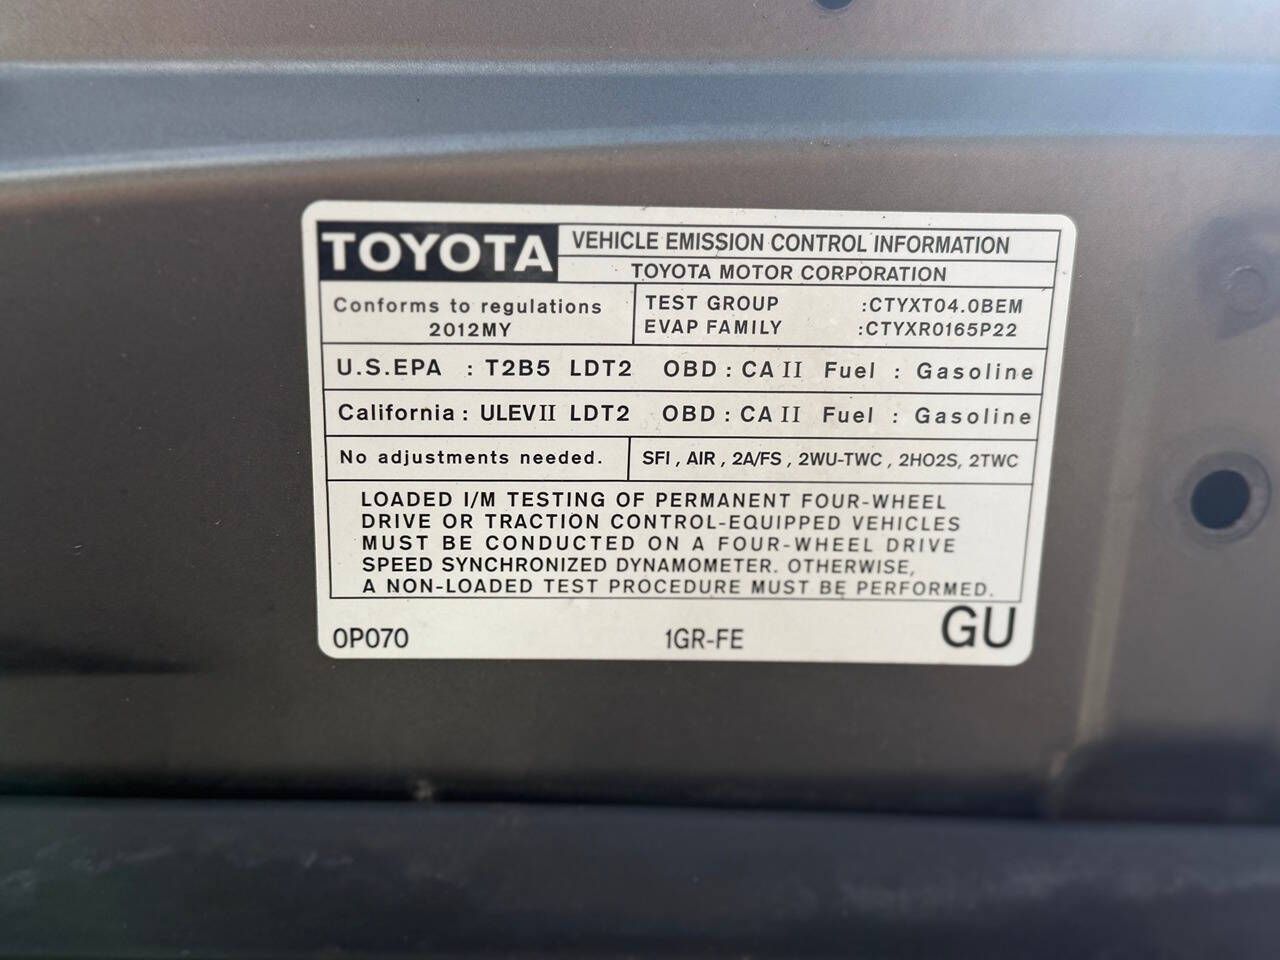 TOYOTA
VEHICLE EMISSION CONTROL INFORMATION
TOYOTA MOTOR CORPORATION
Conforms to regulations
2012MY
TEST GROUP :CTYXT04.0BEM
EVAP FAMILY :CTYXR0165P22
U.S.EPA : T2B5 LDT2 OBD : CA II Fuel : Gasoline
California : ULEV II LDT2 OBD : CA II Fuel : Gasoline
No adjustments needed.
SFI , AIR , 2A/FS , 2WU-TWC , 2HO2S, 2TWC
LOADED I/M TESTING OF PERMANENT FOUR-WHEEL
DRIVE OR TRACTION CONTROL-EQUIPPED VEHICLES
MUST BE CONDUCTED ON A FOUR-WHEEL DRIVE
SPEED SYNCHRONIZED DYNAMOMETER. OTHERWISE,
A NON-LOADED TEST PROCEDURE MUST BE PERFORMED.
0P070 1GR-FE GU